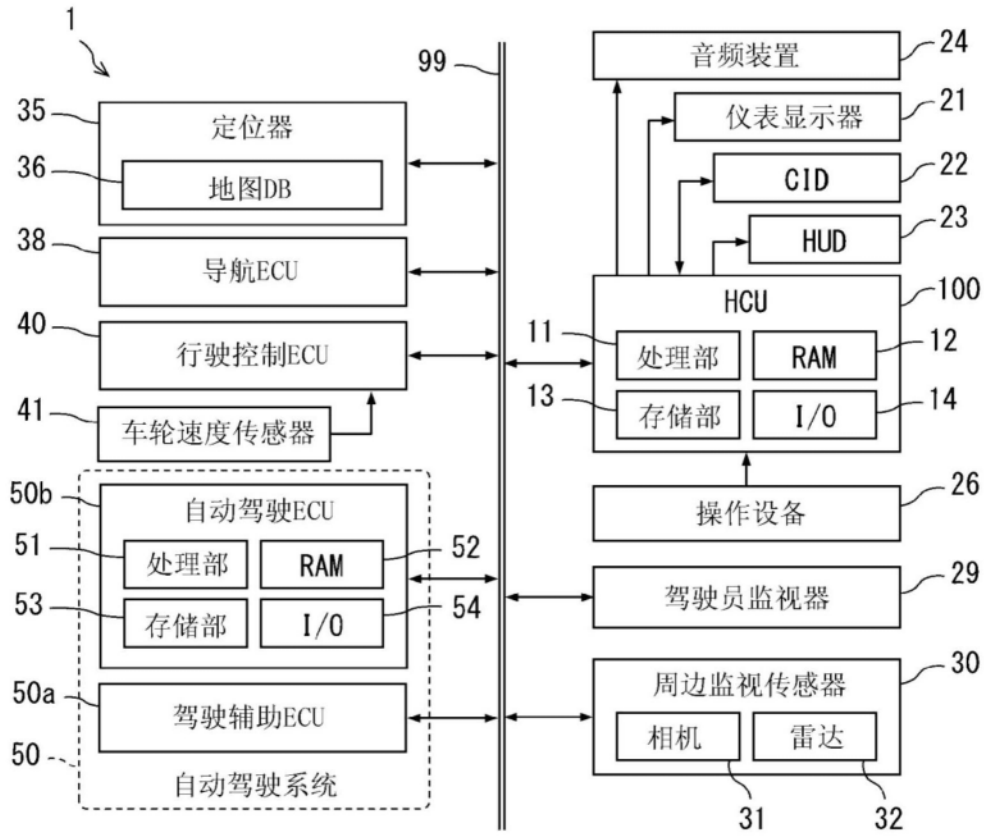 1
99
35
定位器
36
地图DB
38
导航ECU
40
行驶控制ECU
41
车轮速度传感器
50b
自动驾驶ECU
51
处理部
RAM
52
53
存储部
I/O
54
50a
驾驶辅助ECU
50
自动驾驶系统
音频装置
24
仪表显示器
21
CID
22
HUD
23
HCU
100
11
处理部
RAM
12
13
存储部
I/O
14
操作设备
26
驾驶员监视器
29
周边监视传感器
30
相机
雷达
31
32